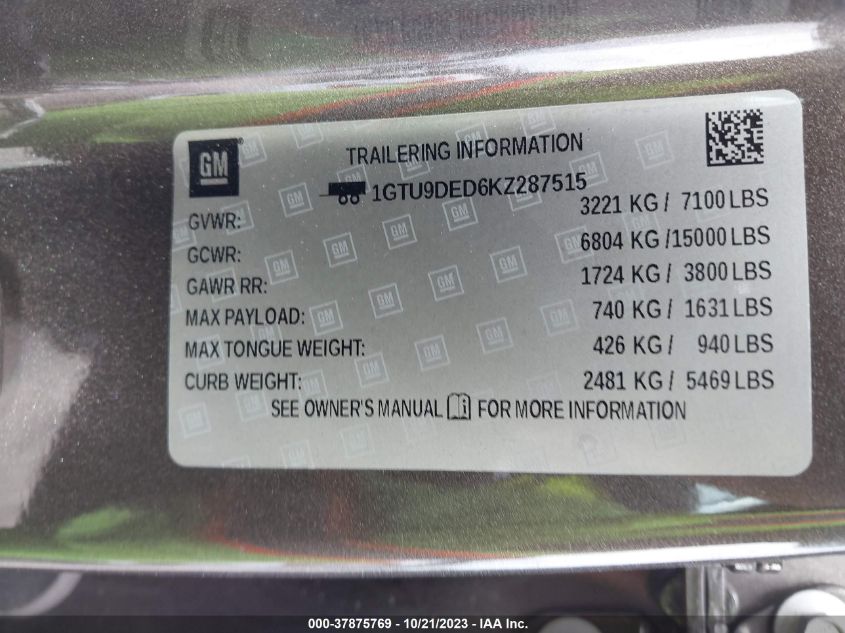 GM
TRAILERING INFORMATION
1GTU9DED6KZ287515
GVWR: 3221 KG / 7100 LBS
GCWR: 6804 KG /15000 LBS
GAWR RR: 1724 KG / 3800 LBS
MAX PAYLOAD: 740 KG / 1631 LBS
MAX TONGUE WEIGHT: 426 KG / 940 LBS
CURB WEIGHT: 2481 KG / 5469 LBS
SEE OWNER'S MANUAL i FOR MORE INFORMATION
000-37875769 - 10/21/2023 - IAA Inc.